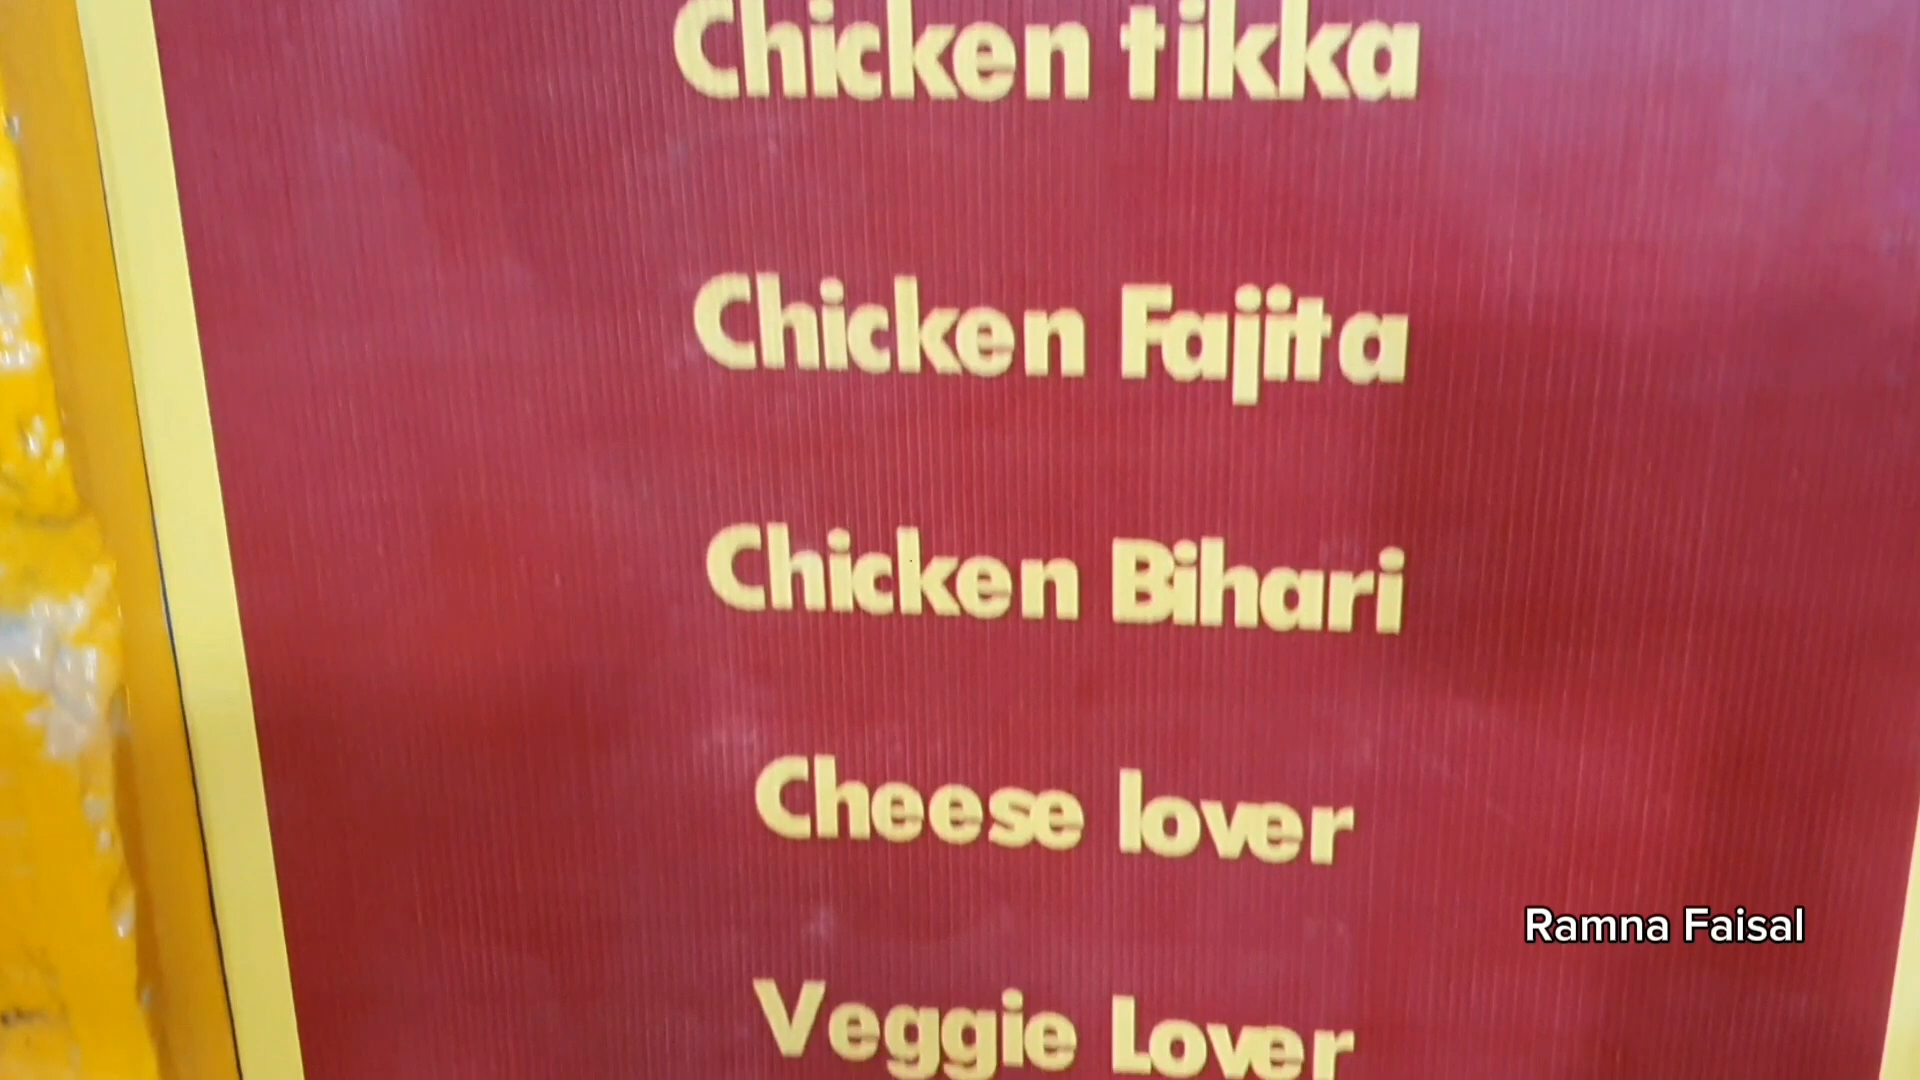 Chicken tikka
Chicken Fajita
Chicken Bihari
Cheese lover
Ramna Faisal
Veggie Lover